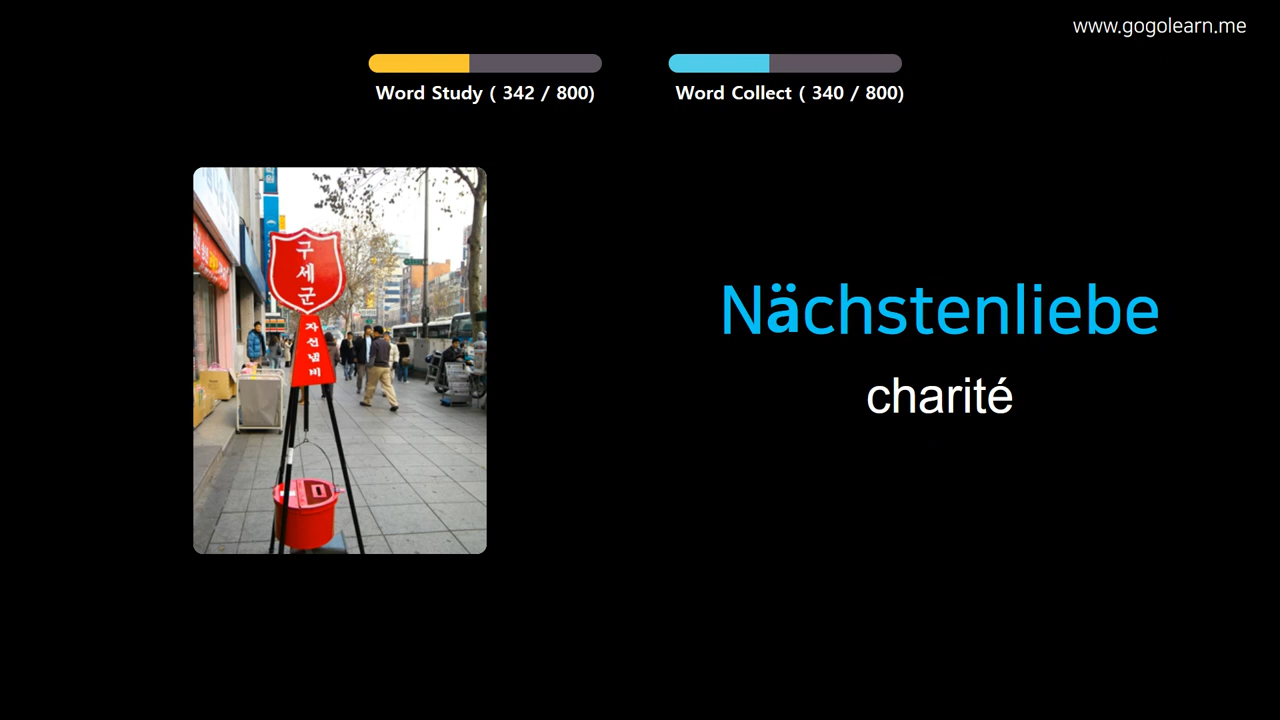 www.gogolearn.me
Word Study ( 342 / 800)
Word Collect ( 340 / 800)
구
세
군
자
선
냄
비
Nächstenliebe
charité